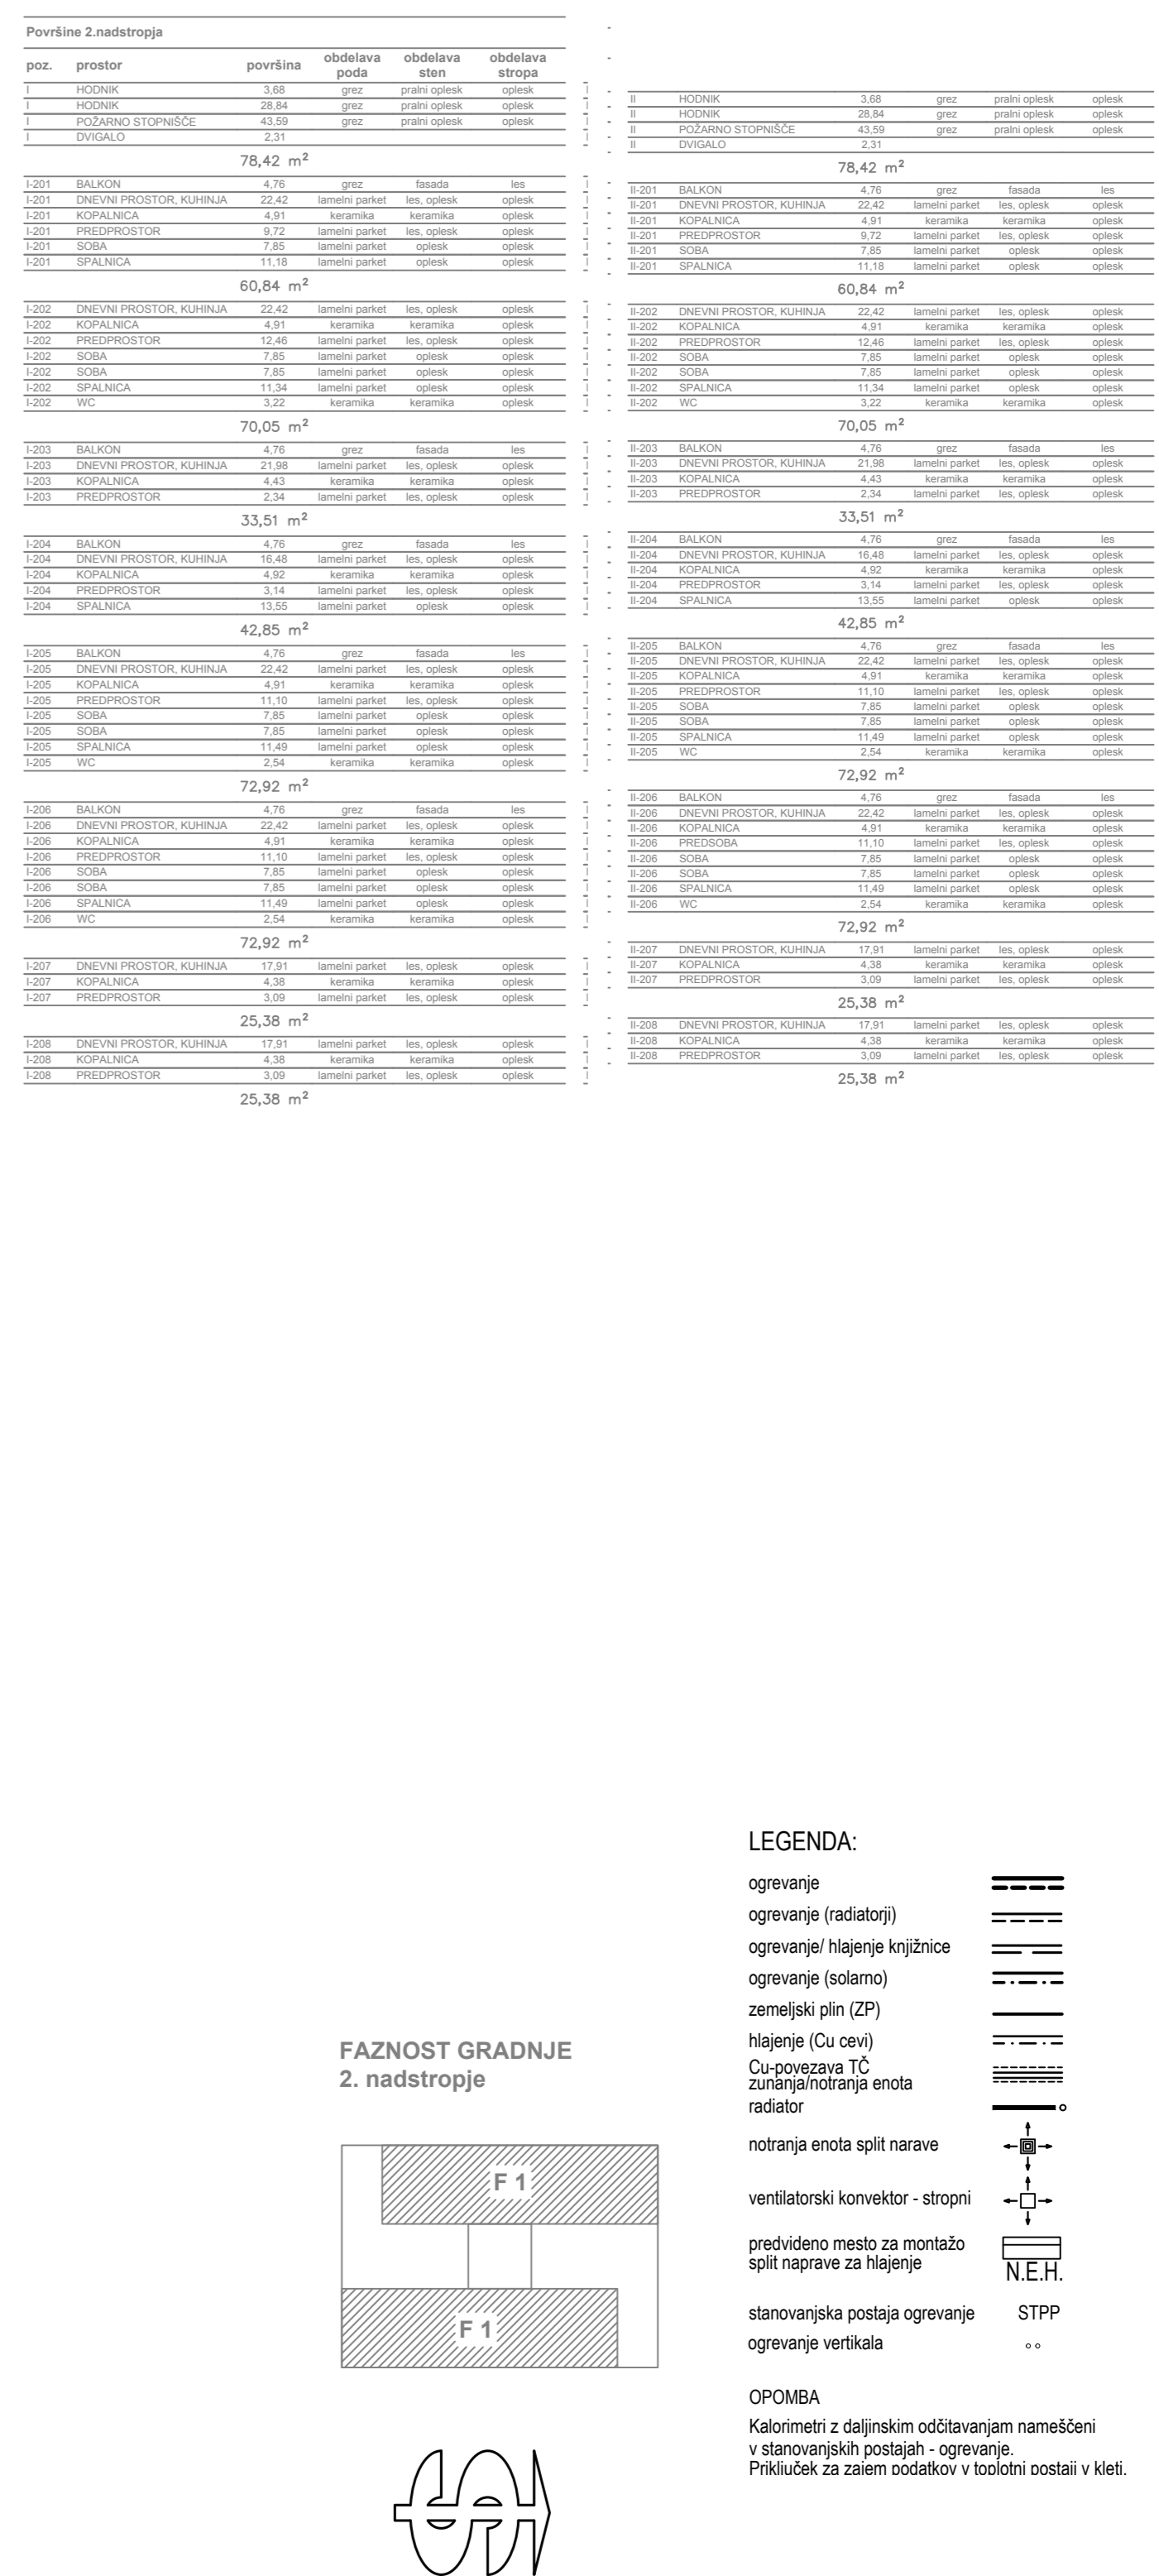 Površine 2.nadstropja
poz. prostor površina obdelava poda obdelava sten obdelava stropa
I HODNIK 3,68 grez pralni oplesk oplesk
I HODNIK 28,84 grez pralni oplesk oplesk
I POŽARNO STOPNIŠČE 43,59 grez pralni oplesk oplesk
I DVIGALO 2,31
78,42 m²
I-201 BALKON 4,76 grez fasada les
I-201 DNEVNI PROSTOR, KUHINJA 22,42 lamelni parket les, oplesk oplesk
I-201 KOPALNICA 4,91 keramika keramika oplesk
I-201 PREDPROSTOR 9,72 lamelni parket les, oplesk oplesk
I-201 SOBA 7,85 lamelni parket oplesk oplesk
I-201 SPALNICA 11,18 lamelni parket oplesk oplesk
60,84 m²
I-202 DNEVNI PROSTOR, KUHINJA 22,42 lamelni parket les, oplesk oplesk
I-202 KOPALNICA 4,91 keramika keramika oplesk
I-202 PREDPROSTOR 12,46 lamelni parket les, oplesk oplesk
I-202 SOBA 7,85 lamelni parket oplesk oplesk
I-202 SOBA 7,85 lamelni parket oplesk oplesk
I-202 SPALNICA 11,34 lamelni parket oplesk oplesk
I-202 WC 3,22 keramika keramika oplesk
70,05 m²
I-203 BALKON 4,76 grez fasada les
I-203 DNEVNI PROSTOR, KUHINJA 21,98 lamelni parket les, oplesk oplesk
I-203 KOPALNICA 4,43 keramika keramika oplesk
I-203 PREDPROSTOR 2,34 lamelni parket les, oplesk oplesk
33,51 m²
I-204 BALKON 4,76 grez fasada les
I-204 DNEVNI PROSTOR, KUHINJA 16,48 lamelni parket les, oplesk oplesk
I-204 KOPALNICA 4,92 keramika keramika oplesk
I-204 PREDPROSTOR 3,14 lamelni parket les, oplesk oplesk
I-204 SPALNICA 13,55 lamelni parket oplesk oplesk
42,85 m²
I-205 BALKON 4,76 grez fasada les
I-205 DNEVNI PROSTOR, KUHINJA 22,42 lamelni parket les, oplesk oplesk
I-205 KOPALNICA 4,91 keramika keramika oplesk
I-205 PREDPROSTOR 11,10 lamelni parket les, oplesk oplesk
I-205 SOBA 7,85 lamelni parket oplesk oplesk
I-205 SOBA 7,85 lamelni parket oplesk oplesk
I-205 SPALNICA 11,49 lamelni parket oplesk oplesk
I-205 WC 2,54 keramika keramika oplesk
72,92 m²
I-206 BALKON 4,76 grez fasada les
I-206 DNEVNI PROSTOR, KUHINJA 22,42 lamelni parket les, oplesk oplesk
I-206 KOPALNICA 4,91 keramika keramika oplesk
I-206 PREDPROSTOR 11,10 lamelni parket les, oplesk oplesk
I-206 SOBA 7,85 lamelni parket oplesk oplesk
I-206 SOBA 7,85 lamelni parket oplesk oplesk
I-206 SPALNICA 11,49 lamelni parket oplesk oplesk
I-206 WC 2,54 keramika keramika oplesk
72,92 m²
I-207 DNEVNI PROSTOR, KUHINJA 17,91 lamelni parket les, oplesk oplesk
I-207 KOPALNICA 4,38 keramika keramika oplesk
I-207 PREDPROSTOR 3,09 lamelni parket les, oplesk oplesk
25,38 m²
I-208 DNEVNI PROSTOR, KUHINJA 17,91 lamelni parket les, oplesk oplesk
I-208 KOPALNICA 4,38 keramika keramika oplesk
I-208 PREDPROSTOR 3,09 lamelni parket les, oplesk oplesk
25,38 m²
II HODNIK 3,68 grez pralni oplesk oplesk
II HODNIK 28,84 grez pralni oplesk oplesk
II POŽARNO STOPNIŠČE 43,59 grez pralni oplesk oplesk
II DVIGALO 2,31
78,42 m²
II-201 BALKON 4,76 grez fasada les
II-201 DNEVNI PROSTOR, KUHINJA 22,42 lamelni parket les, oplesk oplesk
II-201 KOPALNICA 4,91 keramika keramika oplesk
II-201 PREDPROSTOR 9,72 lamelni parket les, oplesk oplesk
II-201 SOBA 7,85 lamelni parket oplesk oplesk
II-201 SPALNICA 11,18 lamelni parket oplesk oplesk
60,84 m²
II-202 DNEVNI PROSTOR, KUHINJA 22,42 lamelni parket les, oplesk oplesk
II-202 KOPALNICA 4,91 keramika keramika oplesk
II-202 PREDPROSTOR 12,46 lamelni parket les, oplesk oplesk
II-202 SOBA 7,85 lamelni parket oplesk oplesk
II-202 SOBA 7,85 lamelni parket oplesk oplesk
II-202 SPALNICA 11,34 lamelni parket oplesk oplesk
II-202 WC 3,22 keramika keramika oplesk
70,05 m²
II-203 BALKON 4,76 grez fasada les
II-203 DNEVNI PROSTOR, KUHINJA 21,98 lamelni parket les, oplesk oplesk
II-203 KOPALNICA 4,43 keramika keramika oplesk
II-203 PREDPROSTOR 2,34 lamelni parket les, oplesk oplesk
33,51 m²
II-204 BALKON 4,76 grez fasada les
II-204 DNEVNI PROSTOR, KUHINJA 16,48 lamelni parket les, oplesk oplesk
II-204 KOPALNICA 4,92 keramika keramika oplesk
II-204 PREDPROSTOR 3,14 lamelni parket les, oplesk oplesk
II-204 SPALNICA 13,55 lamelni parket oplesk oplesk
42,85 m²
II-205 BALKON 4,76 grez fasada les
II-205 DNEVNI PROSTOR, KUHINJA 22,42 lamelni parket les, oplesk oplesk
II-205 KOPALNICA 4,91 keramika keramika oplesk
II-205 PREDPROSTOR 11,10 lamelni parket les, oplesk oplesk
II-205 SOBA 7,85 lamelni parket oplesk oplesk
II-205 SOBA 7,85 lamelni parket oplesk oplesk
II-205 SPALNICA 11,49 lamelni parket oplesk oplesk
II-205 WC 2,54 keramika keramika oplesk
72,92 m²
II-206 BALKON 4,76 grez fasada les
II-206 DNEVNI PROSTOR, KUHINJA 22,42 lamelni parket les, oplesk oplesk
II-206 KOPALNICA 4,91 keramika keramika oplesk
II-206 PREDSOBA 11,10 lamelni parket les, oplesk oplesk
II-206 SOBA 7,85 lamelni parket oplesk oplesk
II-206 SOBA 7,85 lamelni parket oplesk oplesk
II-206 SPALNICA 11,49 lamelni parket oplesk oplesk
II-206 WC 2,54 keramika keramika oplesk
72,92 m²
II-207 DNEVNI PROSTOR, KUHINJA 17,91 lamelni parket les, oplesk oplesk
II-207 KOPALNICA 4,38 keramika keramika oplesk
II-207 PREDPROSTOR 3,09 lamelni parket les, oplesk oplesk
25,38 m²
II-208 DNEVNI PROSTOR, KUHINJA 17,91 lamelni parket les, oplesk oplesk
II-208 KOPALNICA 4,38 keramika keramika oplesk
II-208 PREDPROSTOR 3,09 lamelni parket les, oplesk oplesk
25,38 m²
FAZNOST GRADNJE
2. nadstropje
F 1
F 1
LEGENDA:
ogrevanje
ogrevanje (radiatorji)
ogrevanje/ hlajenje knjižnice
ogrevanje (solarno)
zemeljski plin (ZP)
hlajenje (Cu cevi)
Cu-povezava TČ
zunanja/notranja enota
radiator
notranja enota split narave
ventilatorski konvektor - stropni
predvideno mesto za montažo
split naprave za hlajenje
N.E.H.
stanovanjska postaja ogrevanje STPP
ogrevanje vertikala
OPOMBA
Kalorimetri z daljinskim odčitavanjam nameščeni
v stanovanjskih postajah - ogrevanje.
Priključek za zajem podatkov v toplotni postaji v kleti.